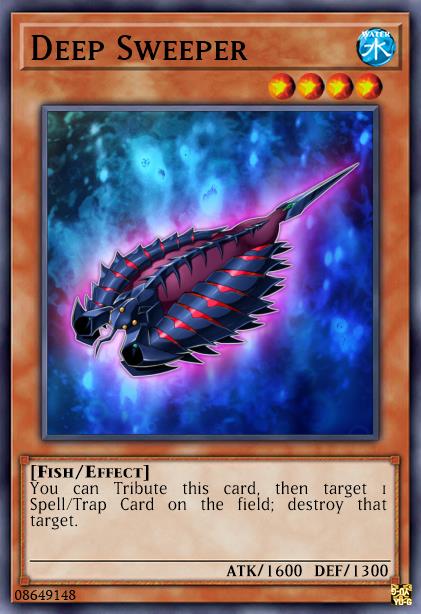 Deep Sweeper
WATER
水
[Fish/Effect]
You can Tribute this card, then target 1
Spell/Trap Card on the field; destroy that
target.
ATK/1600 DEF/1300
08649148